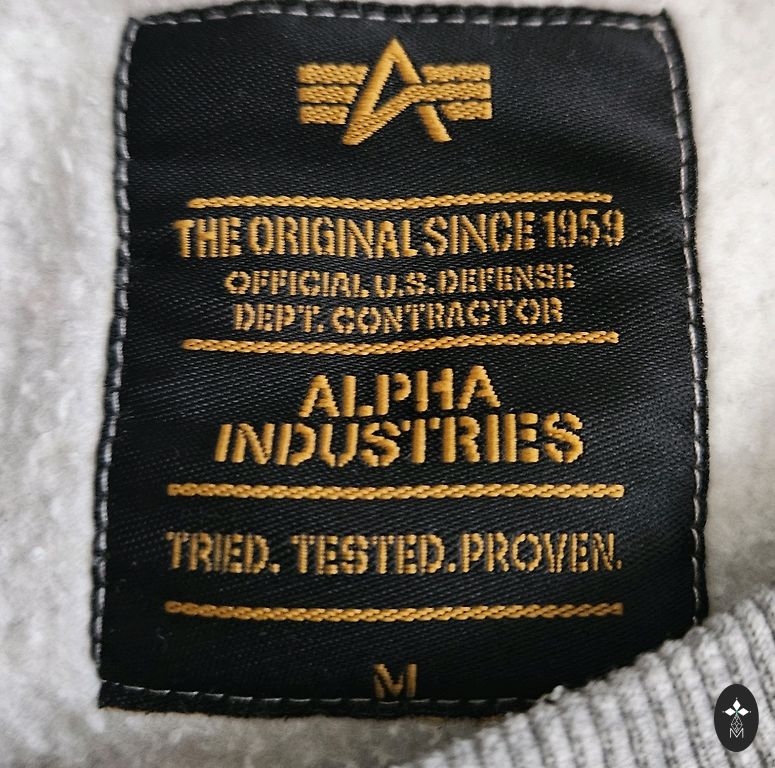 THE ORIGINAL SINCE 1959
OFFICIAL U.S. DEFENSE
DEPT. CONTRACTOR
ALPHA
INDUSTRIES
TRIED. TESTED. PROVEN.
M
M